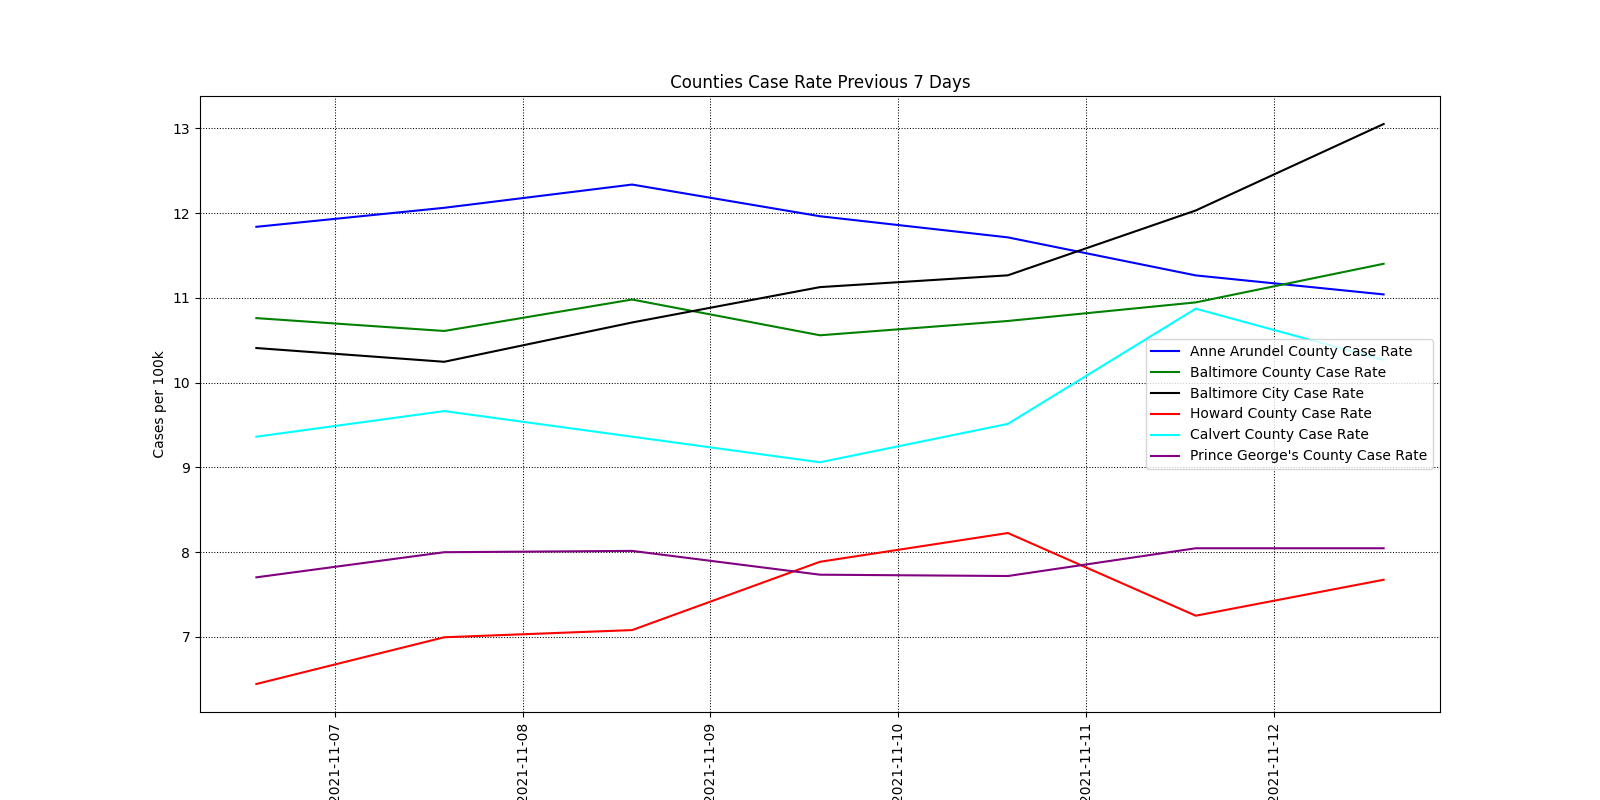 Counties Case Rate Previous 7 Days
Cases per 100k
13
12
11
10
9
8
7
Anne Arundel County Case Rate
Baltimore County Case Rate
Baltimore City Case Rate
Howard County Case Rate
Calvert County Case Rate
Prince George's County Case Rate
2021-11-07
2021-11-08
2021-11-09
2021-11-10
2021-11-11
2021-11-12